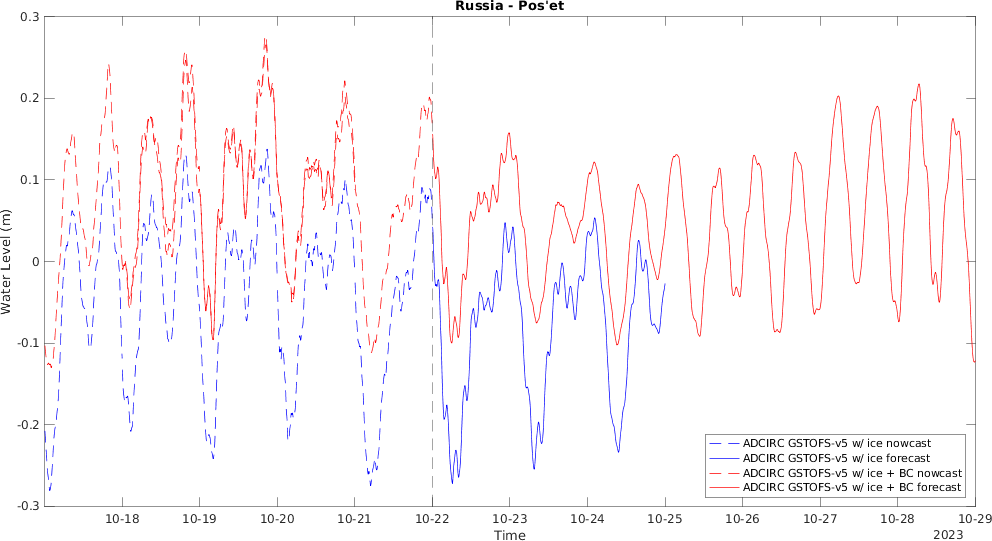 Russia - Pos'et
0.3
0.2
0.1
0
-0.1
-0.2
-0.3
Water Level (m)
10-18
10-19
10-20
10-21
10-22
10-23
10-24
10-25
10-26
10-27
10-28
10-29
Time
2023
ADCIRC GSTOFS-v5 w/ ice nowcast
ADCIRC GSTOFS-v5 w/ ice forecast
ADCIRC GSTOFS-v5 w/ ice + BC nowcast
ADCIRC GSTOFS-v5 w/ ice + BC forecast